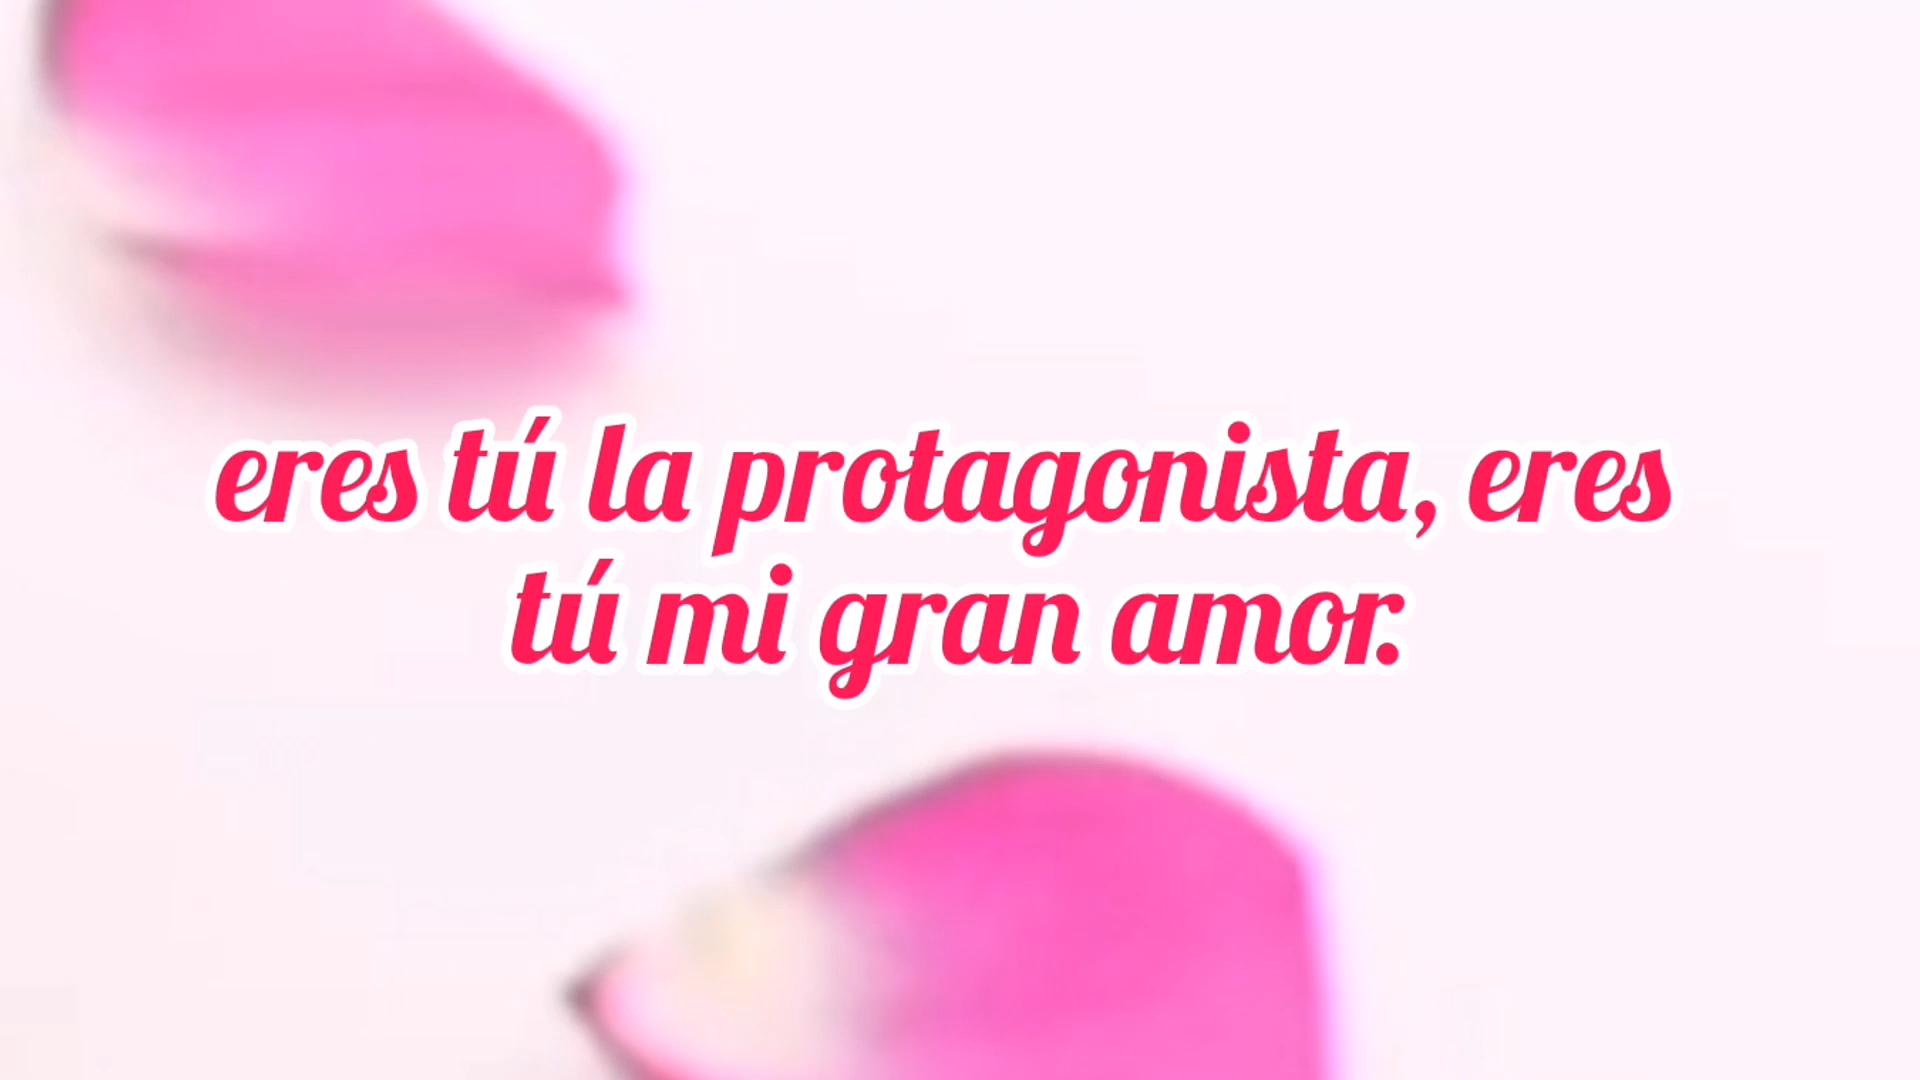 eres tú la protagonista, eres
tú mi gran amor.